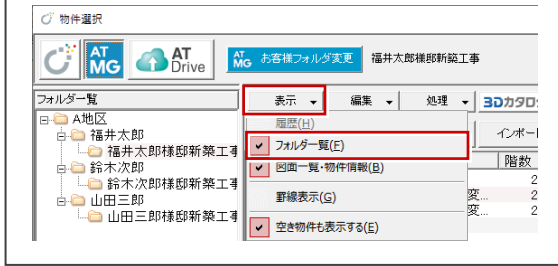 物件選択
AT MG
AT Drive
AT MG お客様フォルダ変更 福井太郎様邸新築工事
フォルダー覧
A地区
福井太郎
福井太郎様邸新築工事
鈴木次郎
鈴木次郎様邸新築工事
山田三郎
山田三郎様邸新築工事
表示 編集 処理 3Dカタロ
履歴(H)
フォルダー覧(F)
図面一覧・物件情報(B)
罫線表示(G)
空き物件も表示する(E)
インポー
階数
2
変... 2
変... 2